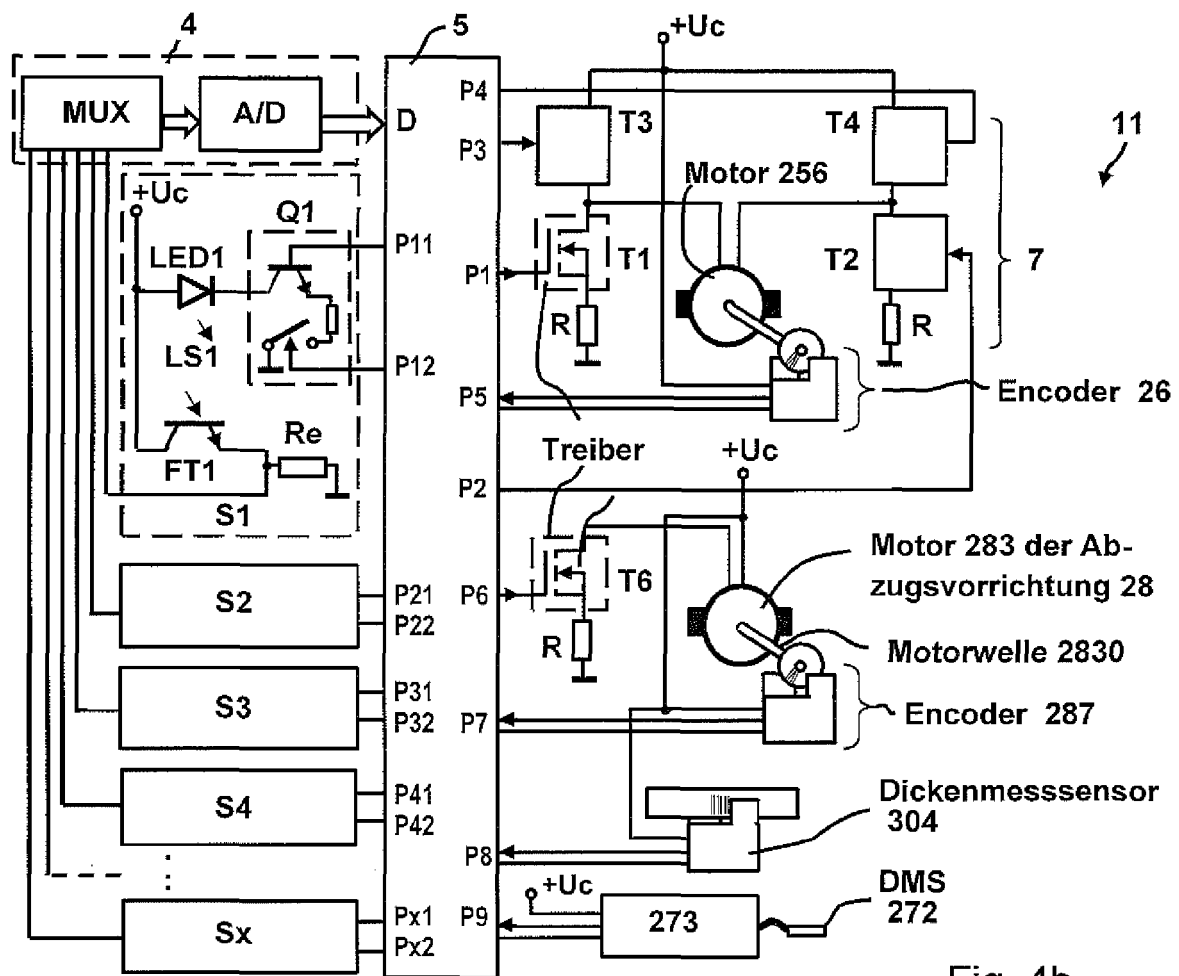 4
5
+Uc
MUX
A/D
D
P4
P3
T3
T4
11
+Uc
Q1
LED1
LS1
P11
P12
Motor 256
P1
T1
T2
7
R
R
P5
Encoder 26
FT1
Re
S1
Treiber
+Uc
P2
Motor 283 der Ab-
zugsvorrichtung 28
S2
P21
P22
P6
T6
R
Motorwelle 2830
S3
P31
P32
P7
Encoder 287
S4
P41
P42
Dickenmesssensor
304
P8
+Uc
DMS
272
Sx
Px1
Px2
P9
273
Fig. 4b